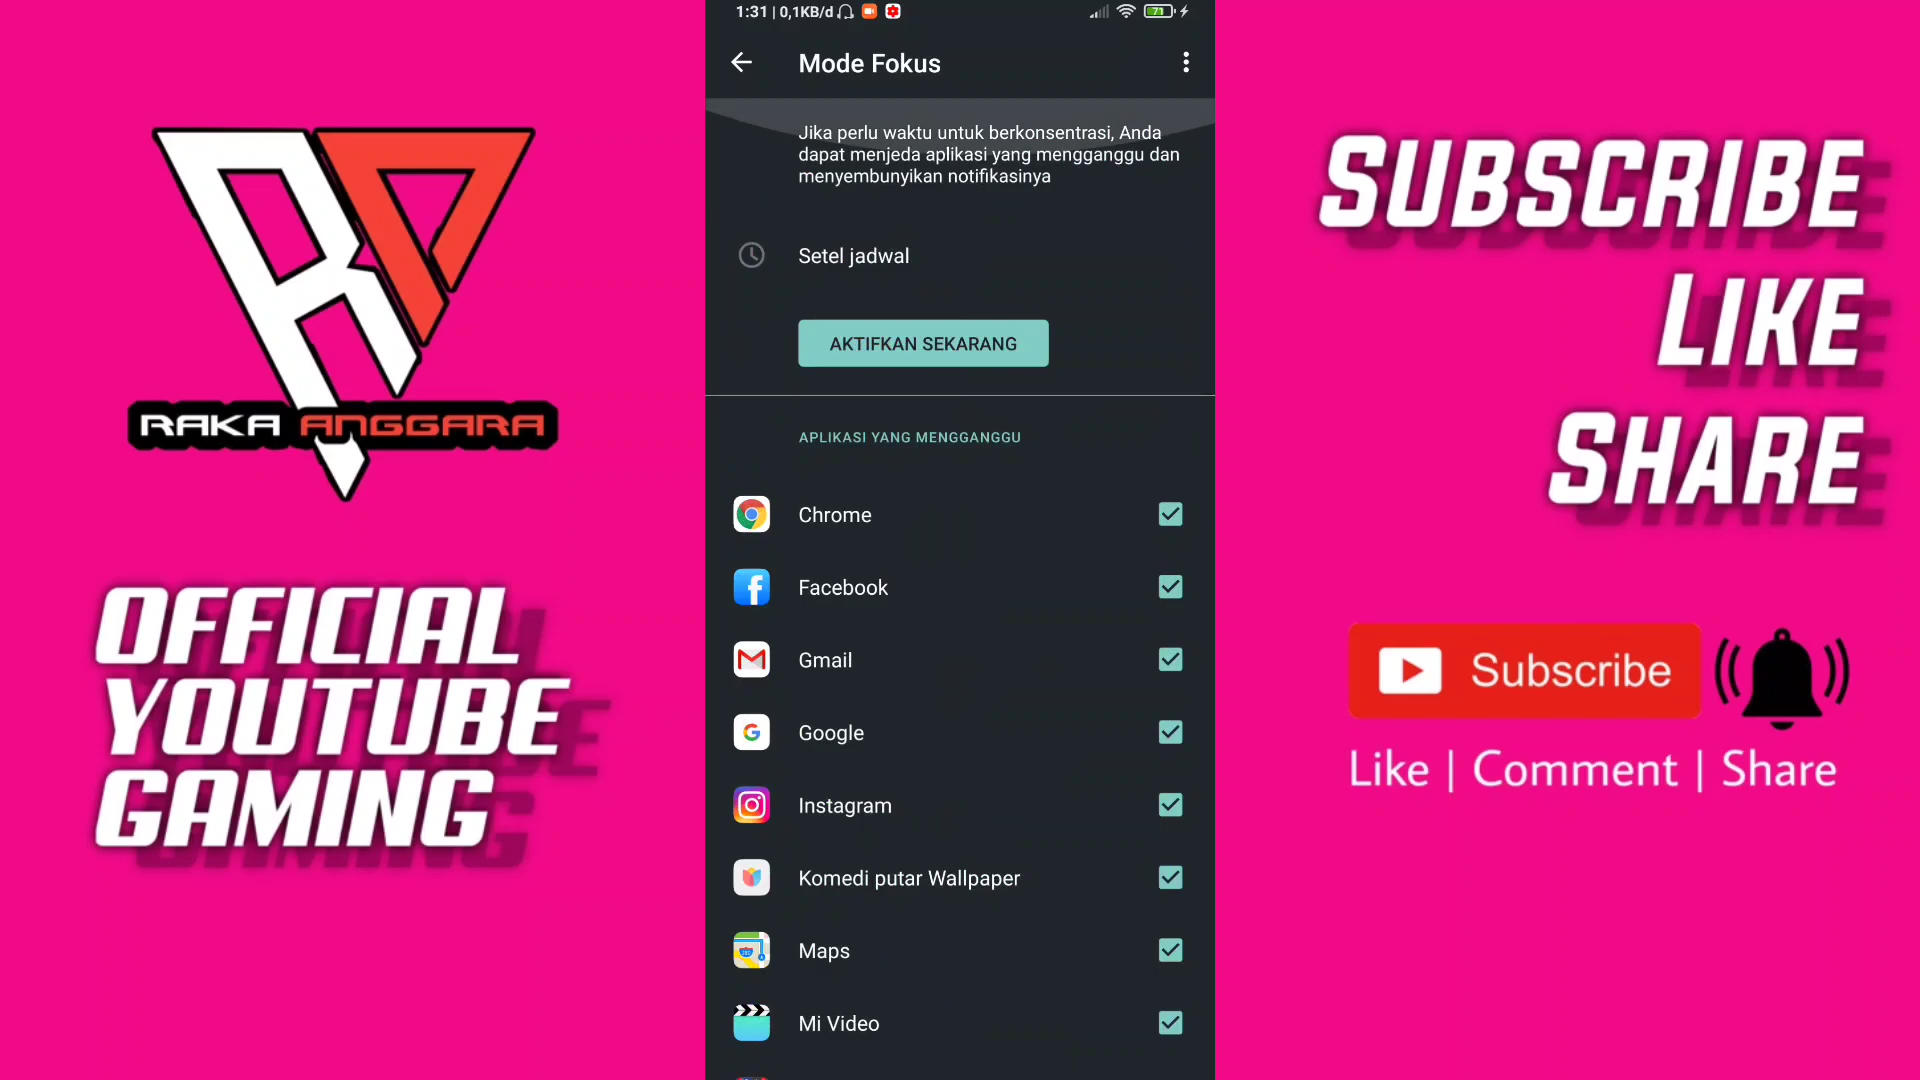 RAKA ANGGARA
OFFICIAL
YOUTUBE
GAMING
1:31 | 0,1KB/d
71
Mode Fokus
Jika perlu waktu untuk berkonsentrasi, Anda
dapat menjeda aplikasi yang mengganggu dan
menyembunyikan notifikasinya
Setel jadwal
AKTIFKAN SEKARANG
APLIKASI YANG MENGGANGGU
Chrome
Facebook
Gmail
Google
Instagram
Komedi putar Wallpaper
Maps
Mi Video
SUBSCRIBE
LIKE
SHARE
Subscribe
Like | Comment | Share